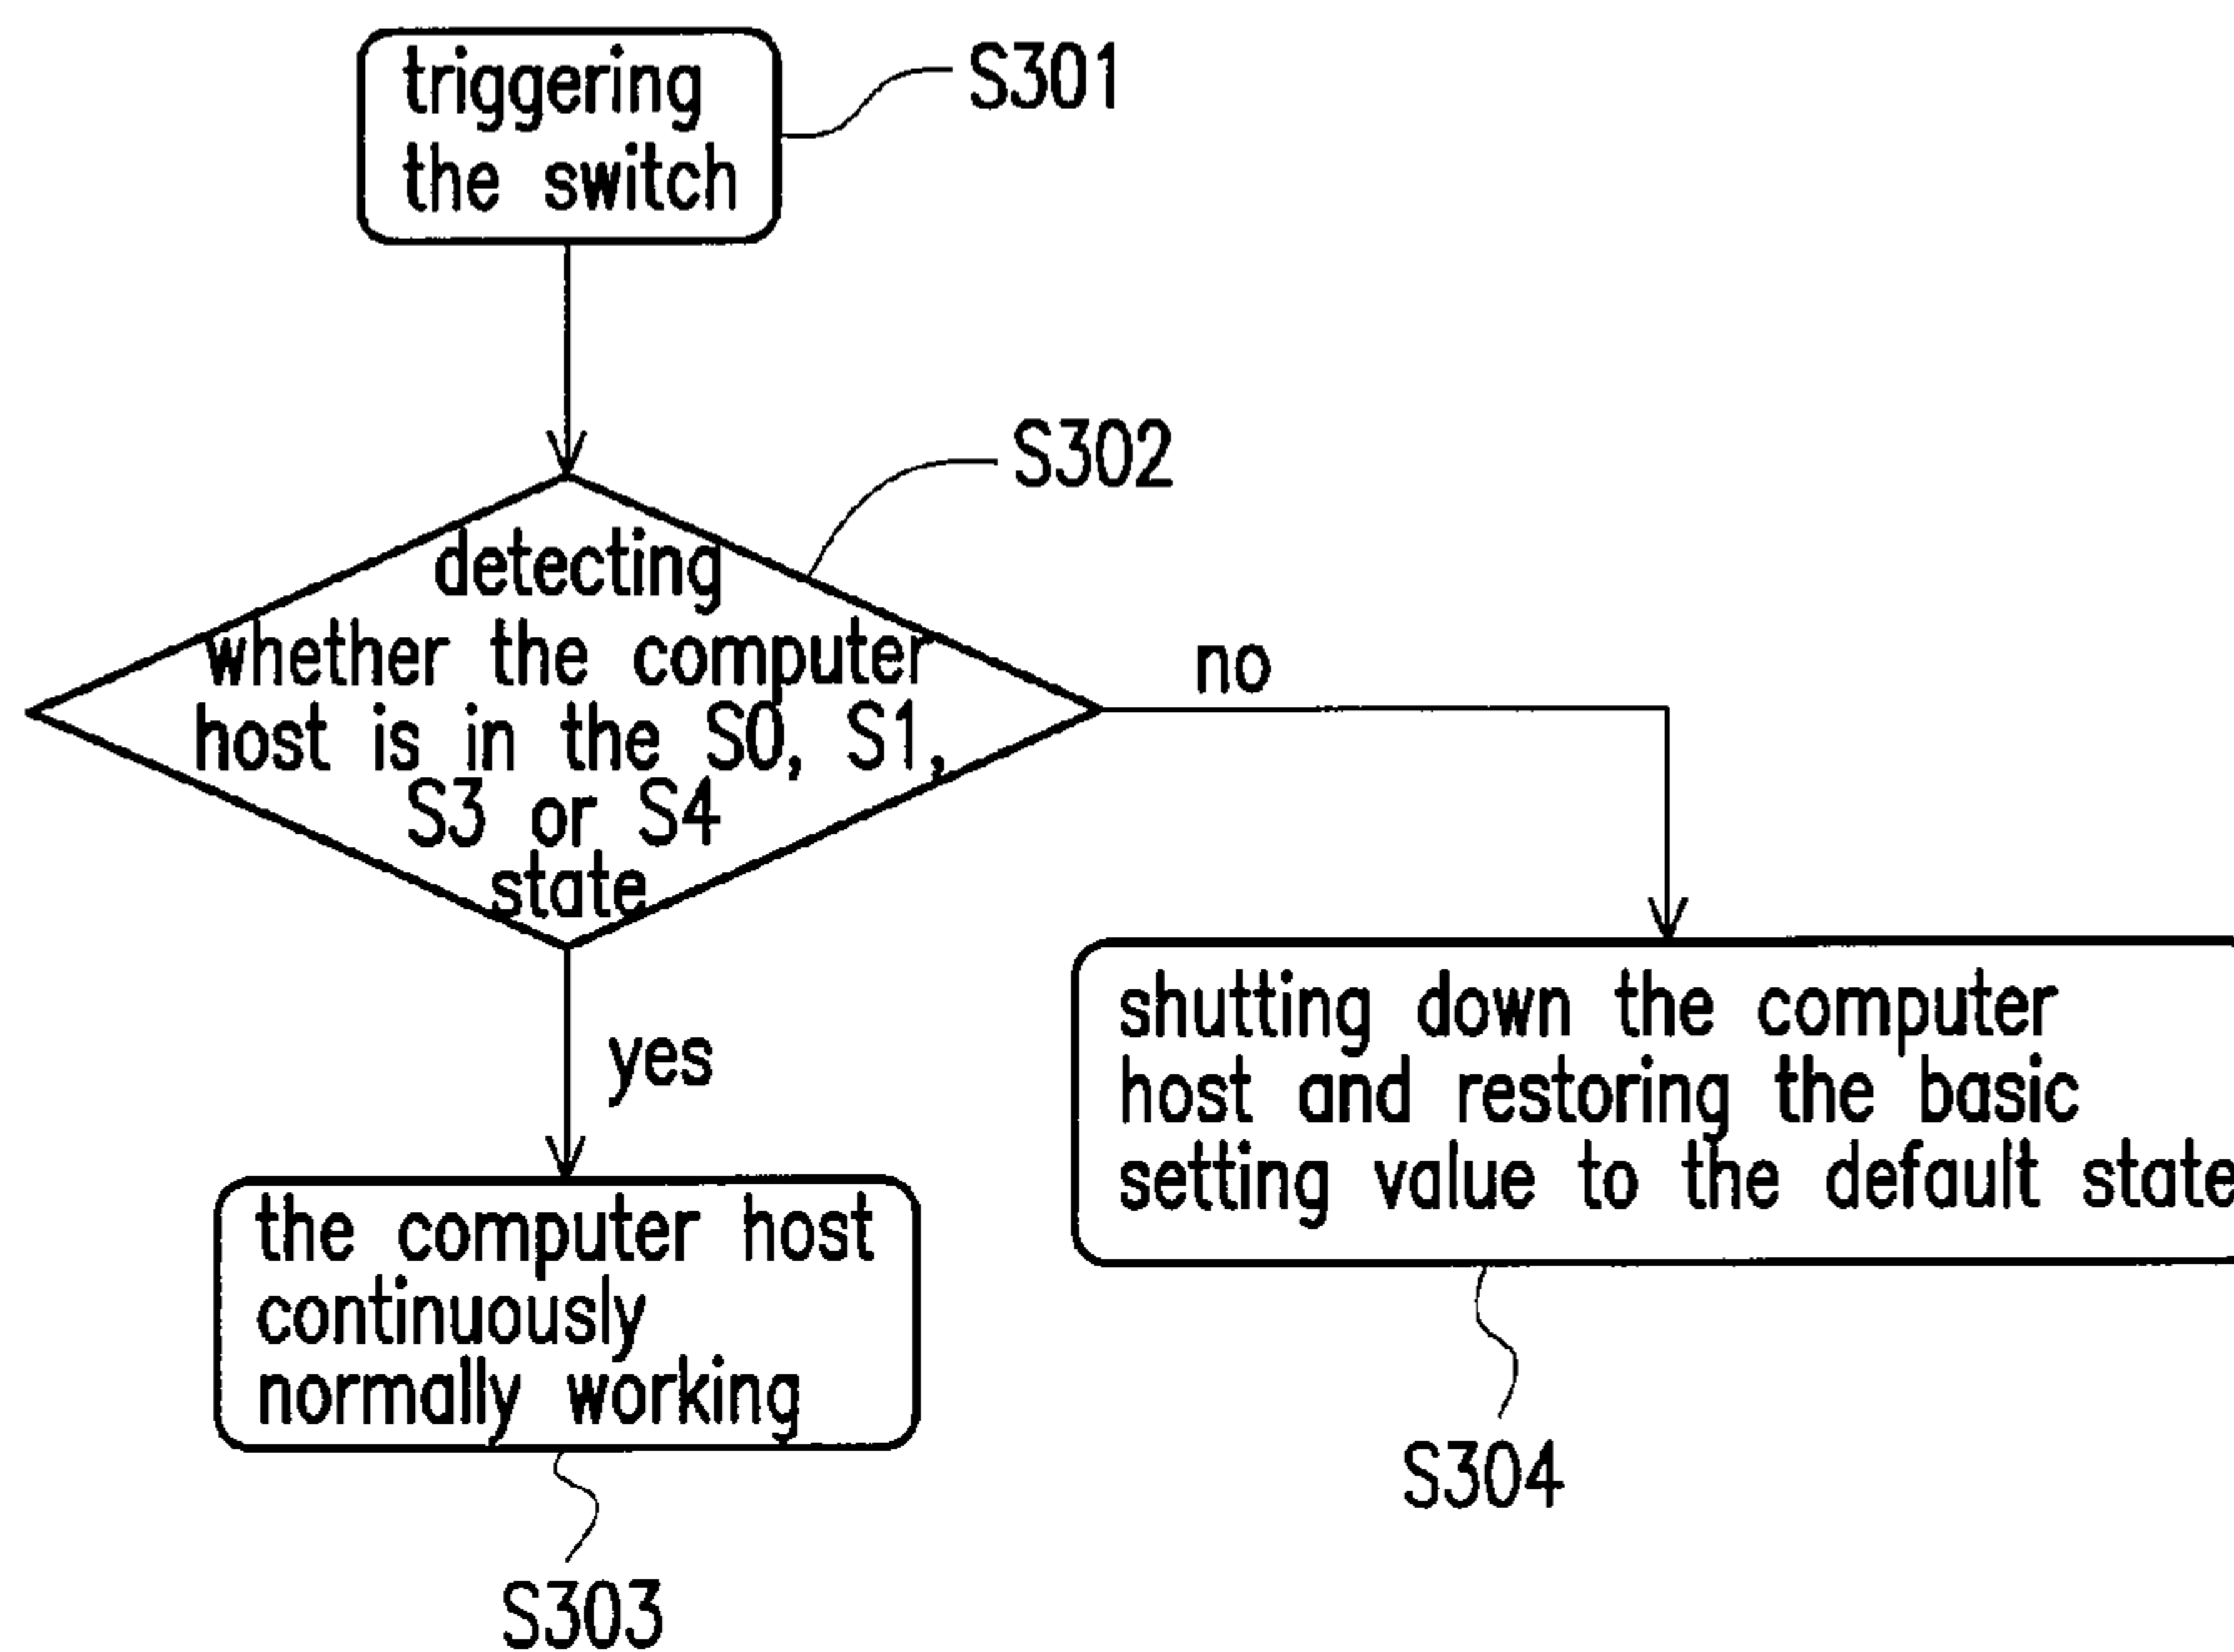 triggering
the switch
S301
S302
detecting
whether the computer
host is in the S0, S1,
S3 or S4
state
no
yes
shutting down the computer
host and restoring the basic
setting value to the default state
the computer host
continuously
normally working
S304
S303